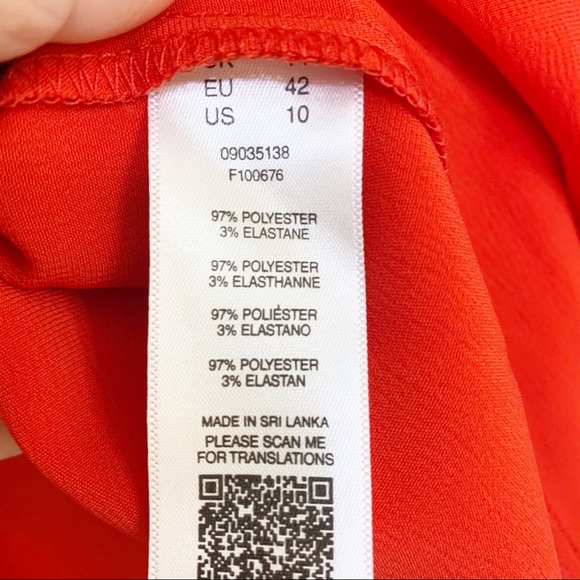 EU 42
US 10
09035138
F100676
97% POLYESTER
3% ELASTANE
97% POLYESTER
3% ELASTHANNE
97% POLIÉSTER
3% ELASTANO
97% POLYESTER
3% ELASTAN
MADE IN SRI LANKA
PLEASE SCAN ME
FOR TRANSLATIONS